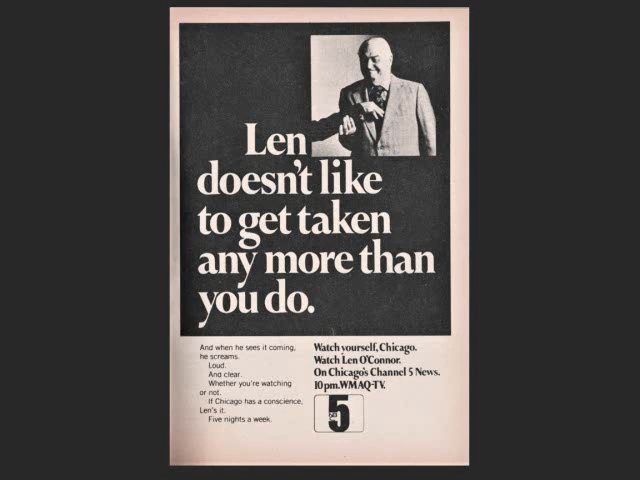 Len
doesn't like
to get taken
any more than
you do.
And when he sees it coming,
he screams.
Loud.
And clear.
Whether you're watching
or not.
If Chicago has a conscience,
Len's it.
Five nights a week.
Watch yourself, Chicago.
Watch Len O'Connor.
On Chicago's Channel 5 News.
10 pm. WMAQ-TV.
5